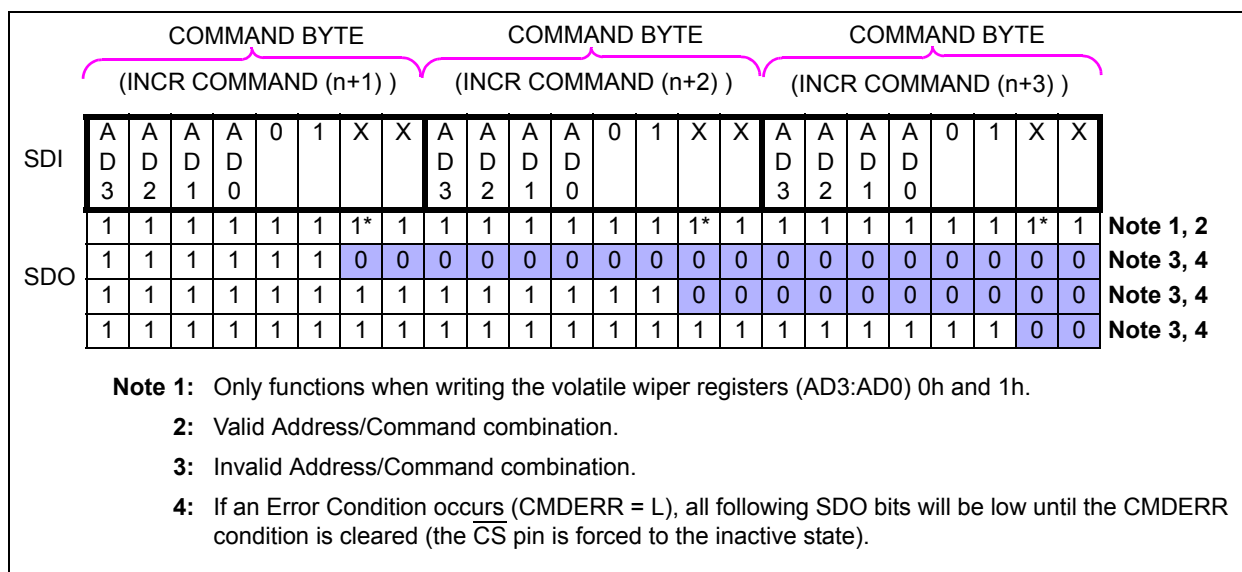 COMMAND BYTE COMMAND BYTE COMMAND BYTE
(INCR COMMAND (n+1) ) (INCR COMMAND (n+2) ) (INCR COMMAND (n+3) )
SDI
A A A A 0 1 X X A A A A 0 1 X X A A A A 0 1 X X
D D D D D D D D D D D D
3 2 1 0 3 2 1 0 3 2 1 0
SDO
1 1 1 1 1 1 1* 1 1 1 1 1 1 1 1* 1 1 1 1 1 1 1 1* 1 Note 1, 2
1 1 1 1 1 1 0 0 0 0 0 0 0 0 0 0 0 0 0 0 0 0 0 0 Note 3, 4
1 1 1 1 1 1 1 1 1 1 1 1 1 1 0 0 0 0 0 0 0 0 0 0 Note 3, 4
1 1 1 1 1 1 1 1 1 1 1 1 1 1 1 1 1 1 1 1 1 1 0 0 Note 3, 4
Note 1: Only functions when writing the volatile wiper registers (AD3:AD0) 0h and 1h.
2: Valid Address/Command combination.
3: Invalid Address/Command combination.
4: If an Error Condition occurs (CMDERR = L), all following SDO bits will be low until the CMDERR
condition is cleared (the C̅S̅ pin is forced to the inactive state).